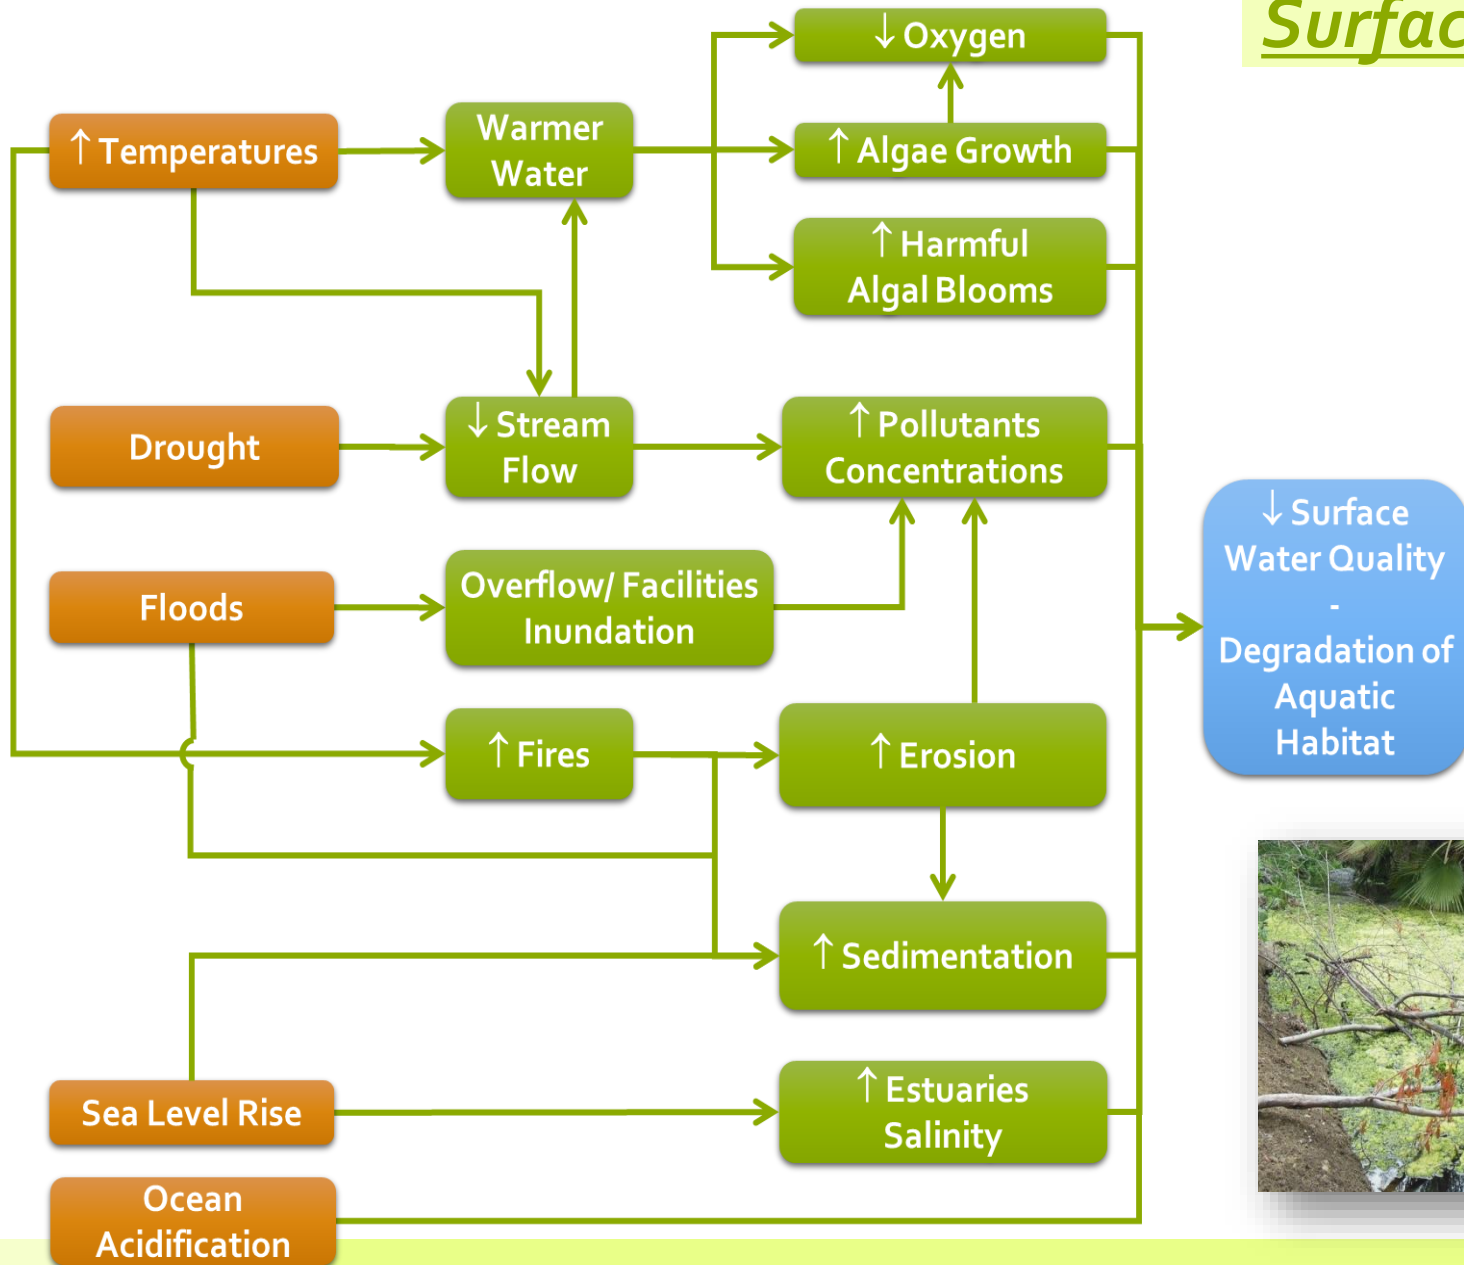 Surfac
↓ Oxygen
↑ Temperatures
Warmer
Water
↑ Algae Growth
↑ Harmful
Algal Blooms
Drought
↓ Stream
Flow
↑ Pollutants
Concentrations
↓ Surface
Water Quality
-
Degradation of
Aquatic
Habitat
Floods
Overflow/ Facilities
Inundation
↑ Fires
↑ Erosion
↑ Sedimentation
Sea Level Rise
↑ Estuaries
Salinity
Ocean
Acidification